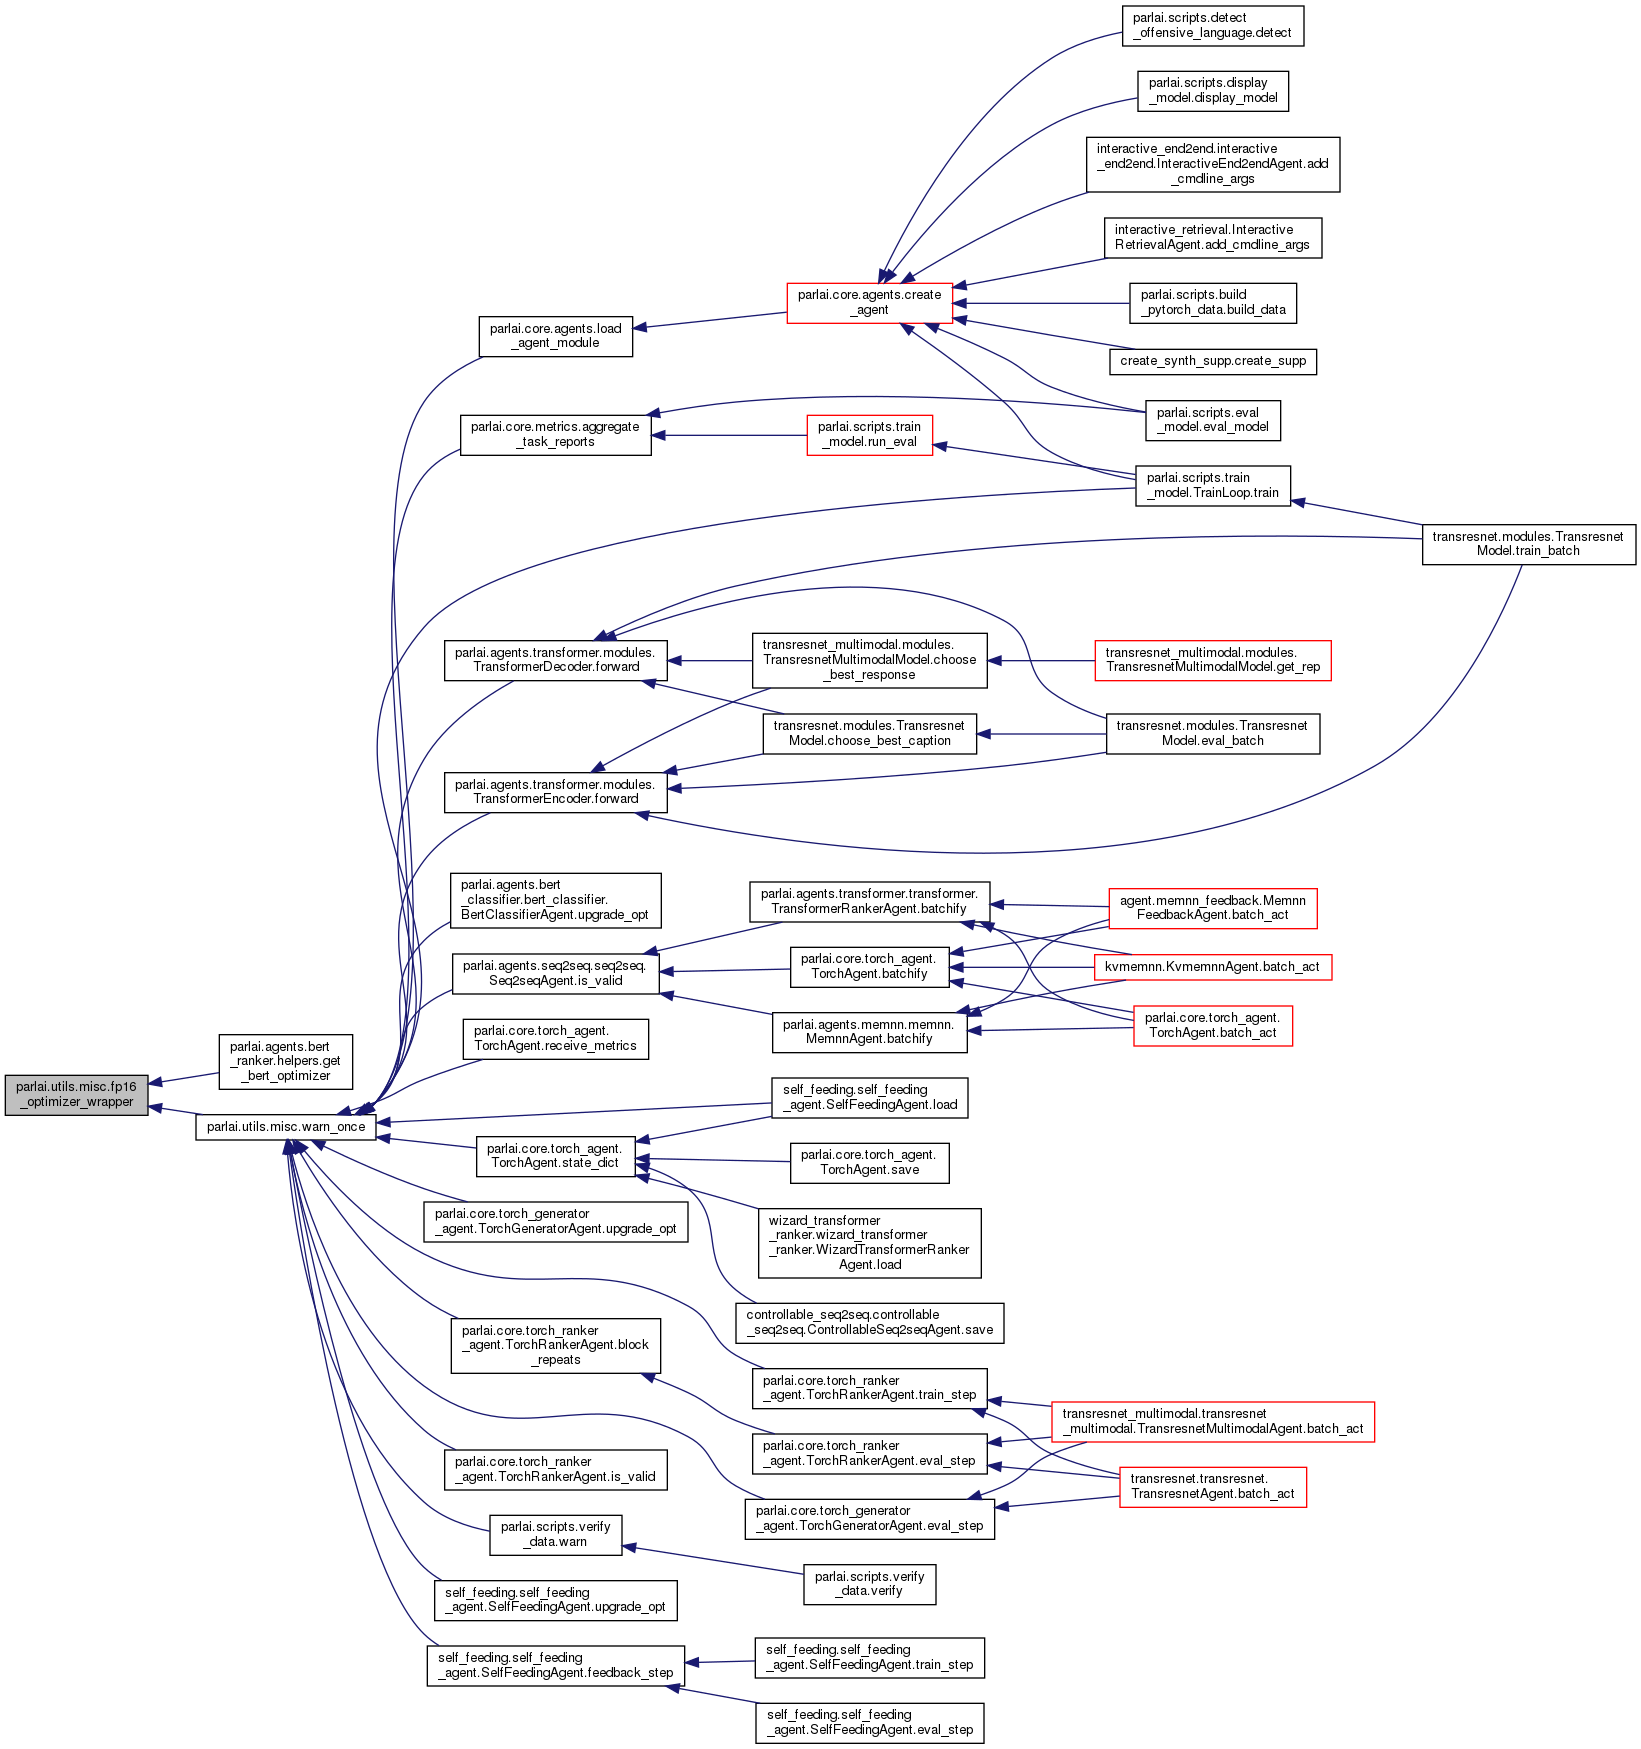 parlai.scripts.detect
_offensive_language.detect
parlai.scripts.display
_model.display_model
interactive_end2end.interactive
_end2end.InteractiveEnd2endAgent.add
_cmdline_args
interactive_retrieval.Interactive
RetrievalAgent.add_cmdline_args
parlai.core.agents.create
_agent
parlai.scripts.build
_pytorch_data.build_data
parlai.core.agents.load
_agent_module
create_synth_supp.create_supp
parlai.core.metrics.aggregate
_task_reports
parlai.scripts.train
_model.run_eval
parlai.scripts.eval
_model.eval_model
parlai.scripts.train
_model.TrainLoop.train
transresnet.modules.Transresnet
Model.train_batch
parlai.agents.transformer.modules.
TransformerDecoder.forward
transresnet_multimodal.modules.
TransresnetMultimodalModel.choose
_best_response
transresnet_multimodal.modules.
TransresnetMultimodalModel.get_rep
transresnet.modules.Transresnet
Model.choose_best_caption
transresnet.modules.Transresnet
Model.eval_batch
parlai.agents.transformer.modules.
TransformerEncoder.forward
parlai.agents.bert
_classifier.bert_classifier.
BertClassifierAgent.upgrade_opt
parlai.agents.transformer.transformer.
TransformerRankerAgent.batchify
agent.memnn_feedback.Memnn
FeedbackAgent.batch_act
parlai.agents.seq2seq.seq2seq.
Seq2seqAgent.is_valid
parlai.core.torch_agent.
TorchAgent.batchify
kvmemnn.KvmemnnAgent.batch_act
parlai.core.torch_agent.
TorchAgent.receive_metrics
parlai.agents.memnn.memnn.
MemnnAgent.batchify
parlai.core.torch_agent.
TorchAgent.batch_act
parlai.agents.bert
_ranker.helpers.get
_bert_optimizer
parlai.utils.misc.fp16
_optimizer_wrapper
parlai.utils.misc.warn_once
self_feeding.self_feeding
_agent.SelfFeedingAgent.load
parlai.core.torch_agent.
TorchAgent.state_dict
parlai.core.torch_agent.
TorchAgent.save
parlai.core.torch_generator
_agent.TorchGeneratorAgent.upgrade_opt
wizard_transformer
_ranker.wizard_transformer
_ranker.WizardTransformerRanker
Agent.load
controllable_seq2seq.controllable
_seq2seq.ControllableSeq2seqAgent.save
parlai.core.torch_ranker
_agent.TorchRankerAgent.block
_repeats
parlai.core.torch_ranker
_agent.TorchRankerAgent.train_step
transresnet_multimodal.transresnet
_multimodal.TransresnetMultimodalAgent.batch_act
parlai.core.torch_ranker
_agent.TorchRankerAgent.eval_step
parlai.core.torch_ranker
_agent.TorchRankerAgent.is_valid
transresnet.transresnet.
TransresnetAgent.batch_act
parlai.core.torch_generator
_agent.TorchGeneratorAgent.eval_step
parlai.scripts.verify
_data.warn
parlai.scripts.verify
_data.verify
self_feeding.self_feeding
_agent.SelfFeedingAgent.upgrade_opt
self_feeding.self_feeding
_agent.SelfFeedingAgent.feedback_step
self_feeding.self_feeding
_agent.SelfFeedingAgent.train_step
self_feeding.self_feeding
_agent.SelfFeedingAgent.eval_step